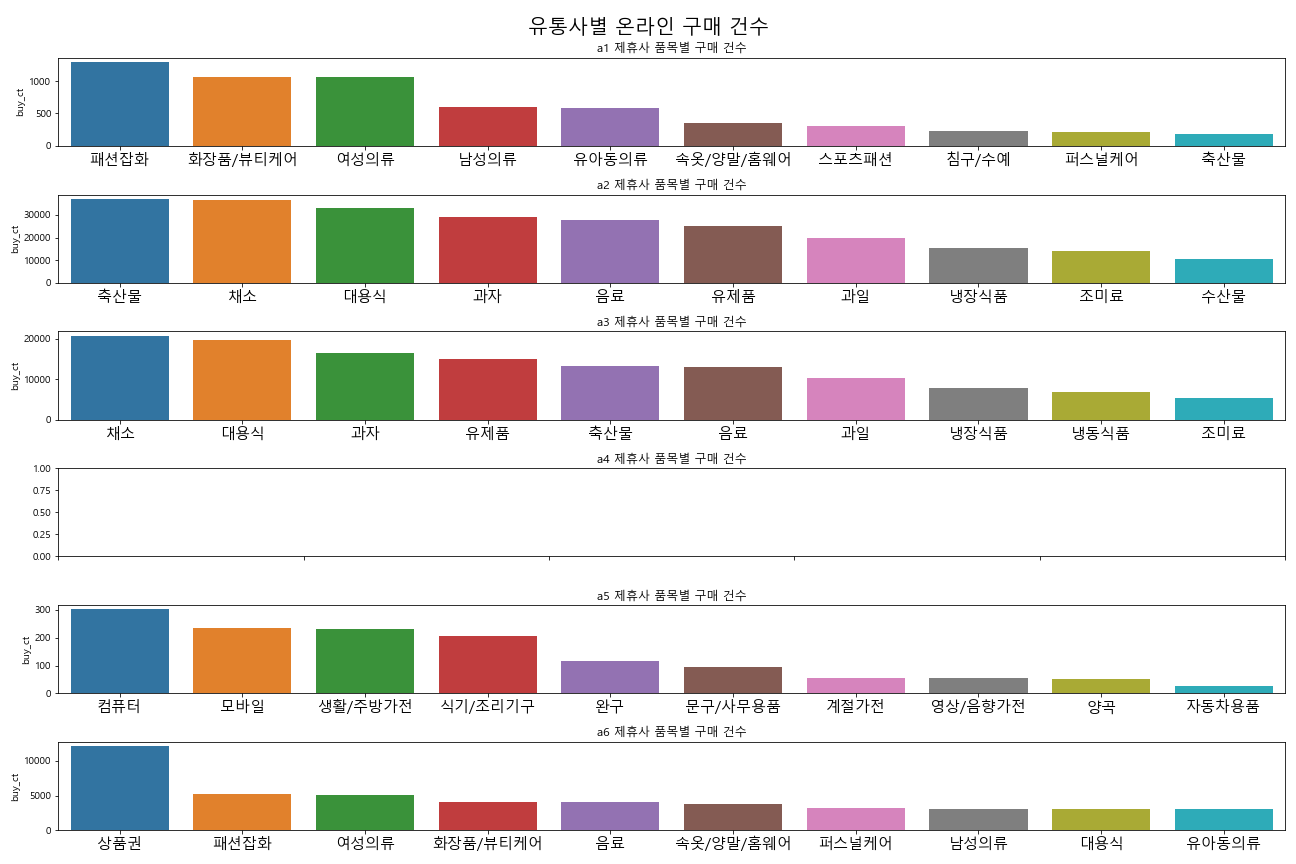 유통사별 온라인 구매 건수
a1 제휴사 품목별 구매 건수
buy_ct
1000
500
0
패션잡화 화장품/뷰티케어 여성의류 남성의류 유아동의류 속옷/양말/홈웨어 스포츠패션 침구/수예 퍼스널케어 축산물
a2 제휴사 품목별 구매 건수
buy_ct
30000
20000
10000
0
축산물 채소 대용식 과자 음료 유제품 과일 냉장식품 조미료 수산물
a3 제휴사 품목별 구매 건수
buy_ct
20000
10000
0
채소 대용식 과자 유제품 축산물 음료 과일 냉장식품 냉동식품 조미료
a4 제휴사 품목별 구매 건수
1.00
0.75
0.50
0.25
0.00
a5 제휴사 품목별 구매 건수
buy_ct
300
200
100
0
컴퓨터 모바일 생활/주방가전 식기/조리기구 완구 문구/사무용품 계절가전 영상/음향가전 양곡 자동차용품
a6 제휴사 품목별 구매 건수
buy_ct
10000
5000
0
상품권 패션잡화 여성의류 화장품/뷰티케어 음료 속옷/양말/홈웨어 퍼스널케어 남성의류 대용식 유아동의류